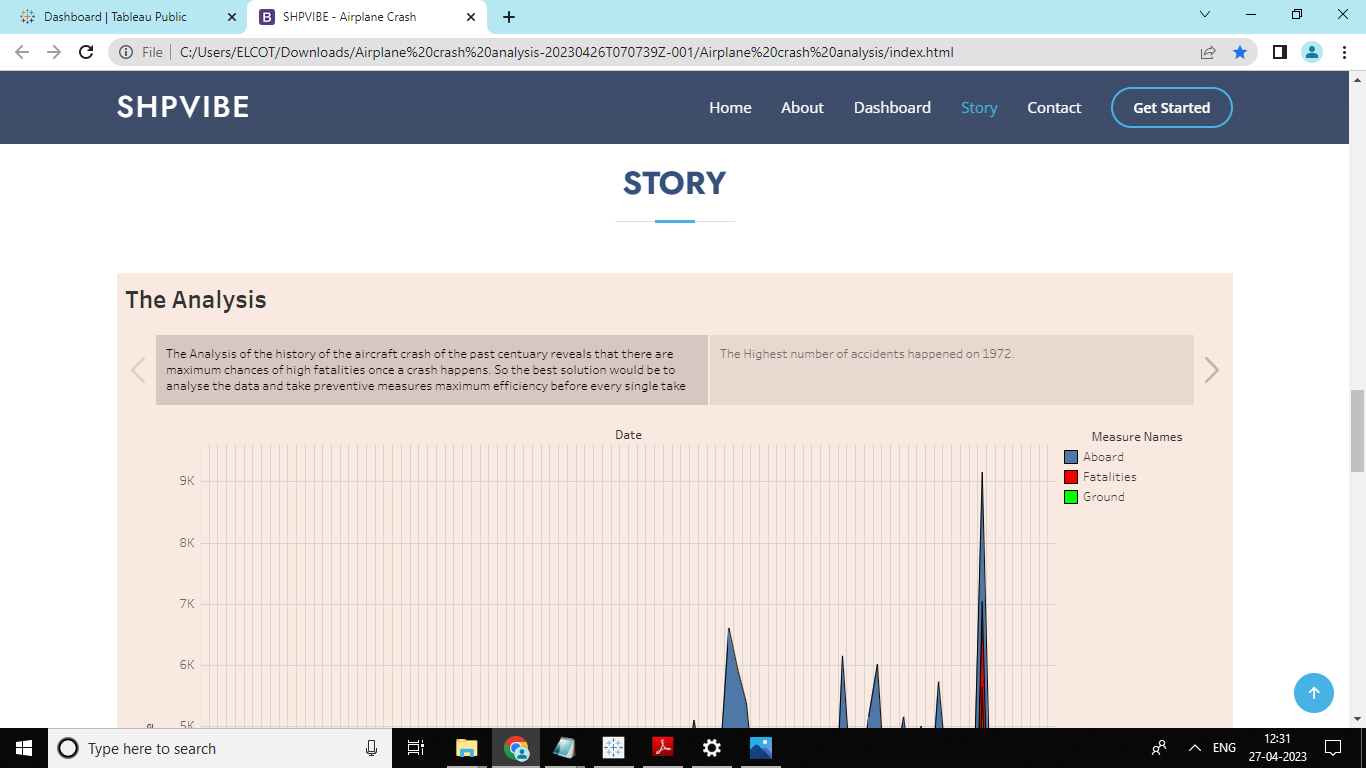 Dashboard | Tableau Public
SHPVIBE - Airplane Crash
File
C:/Users/ELCOT/Downloads/Airplane%20crash%20analysis-20230426T070739Z-001/Airplane%20crash%20analysis/index.html
SHPVIBE
Home
About
Dashboard
Story
Contact
Get Started
STORY
The Analysis
The Analysis of the history of the aircraft crash of the past centuary reveals that there are
maximum chances of high fatalities once a crash happens. So the best solution would be to
analyse the data and take preventive measures maximum efficiency before every single take
The Highest number of accidents happened on 1972.
Date
Measure Names
Aboard
Fatalities
Ground
9K
8K
7K
6K
5K
Type here to search
ENG
12:31
27-04-2023